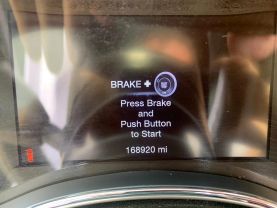 BRAKE +
Press Brake
and
Push Button
to Start
168920 mi